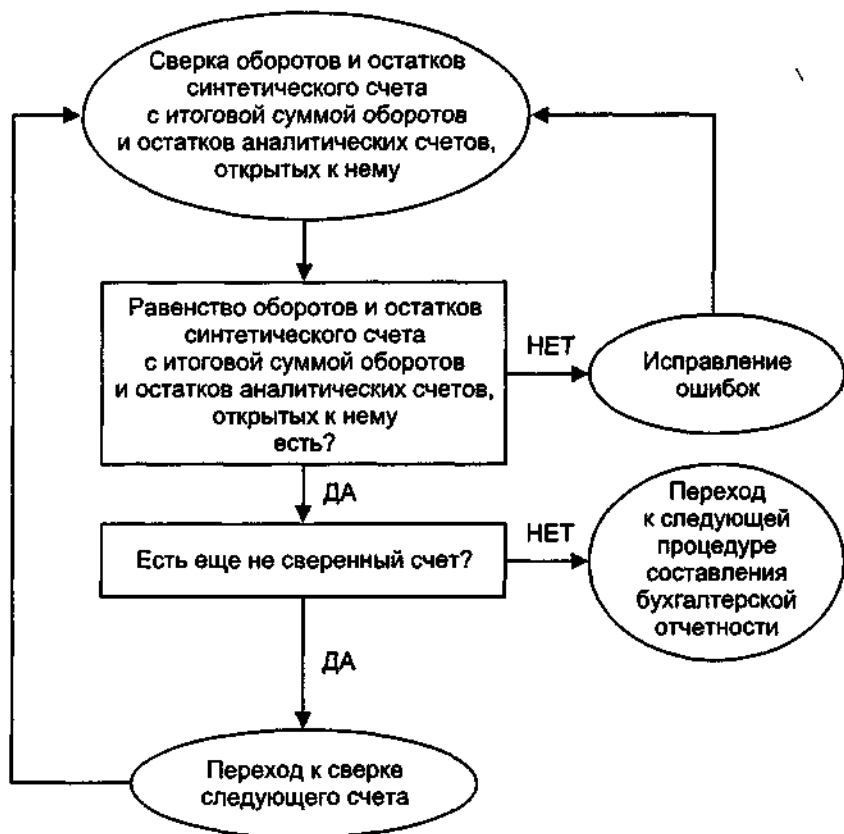 Сверка оборотов и остатков
синтетического счета
с итоговой суммой оборотов
и остатков аналитических счетов,
открытых к нему
Равенство оборотов и остатков
синтетического счета
с итоговой суммой оборотов
и остатков аналитических счетов,
открытых к нему
есть?
НЕТ
Исправление
ошибок
ДА
Есть еще не сверенный счет?
НЕТ
Переход
к следующей
процедуре
составления
бухгалтерской
отчетности
ДА
Переход к сверке
следующего счета